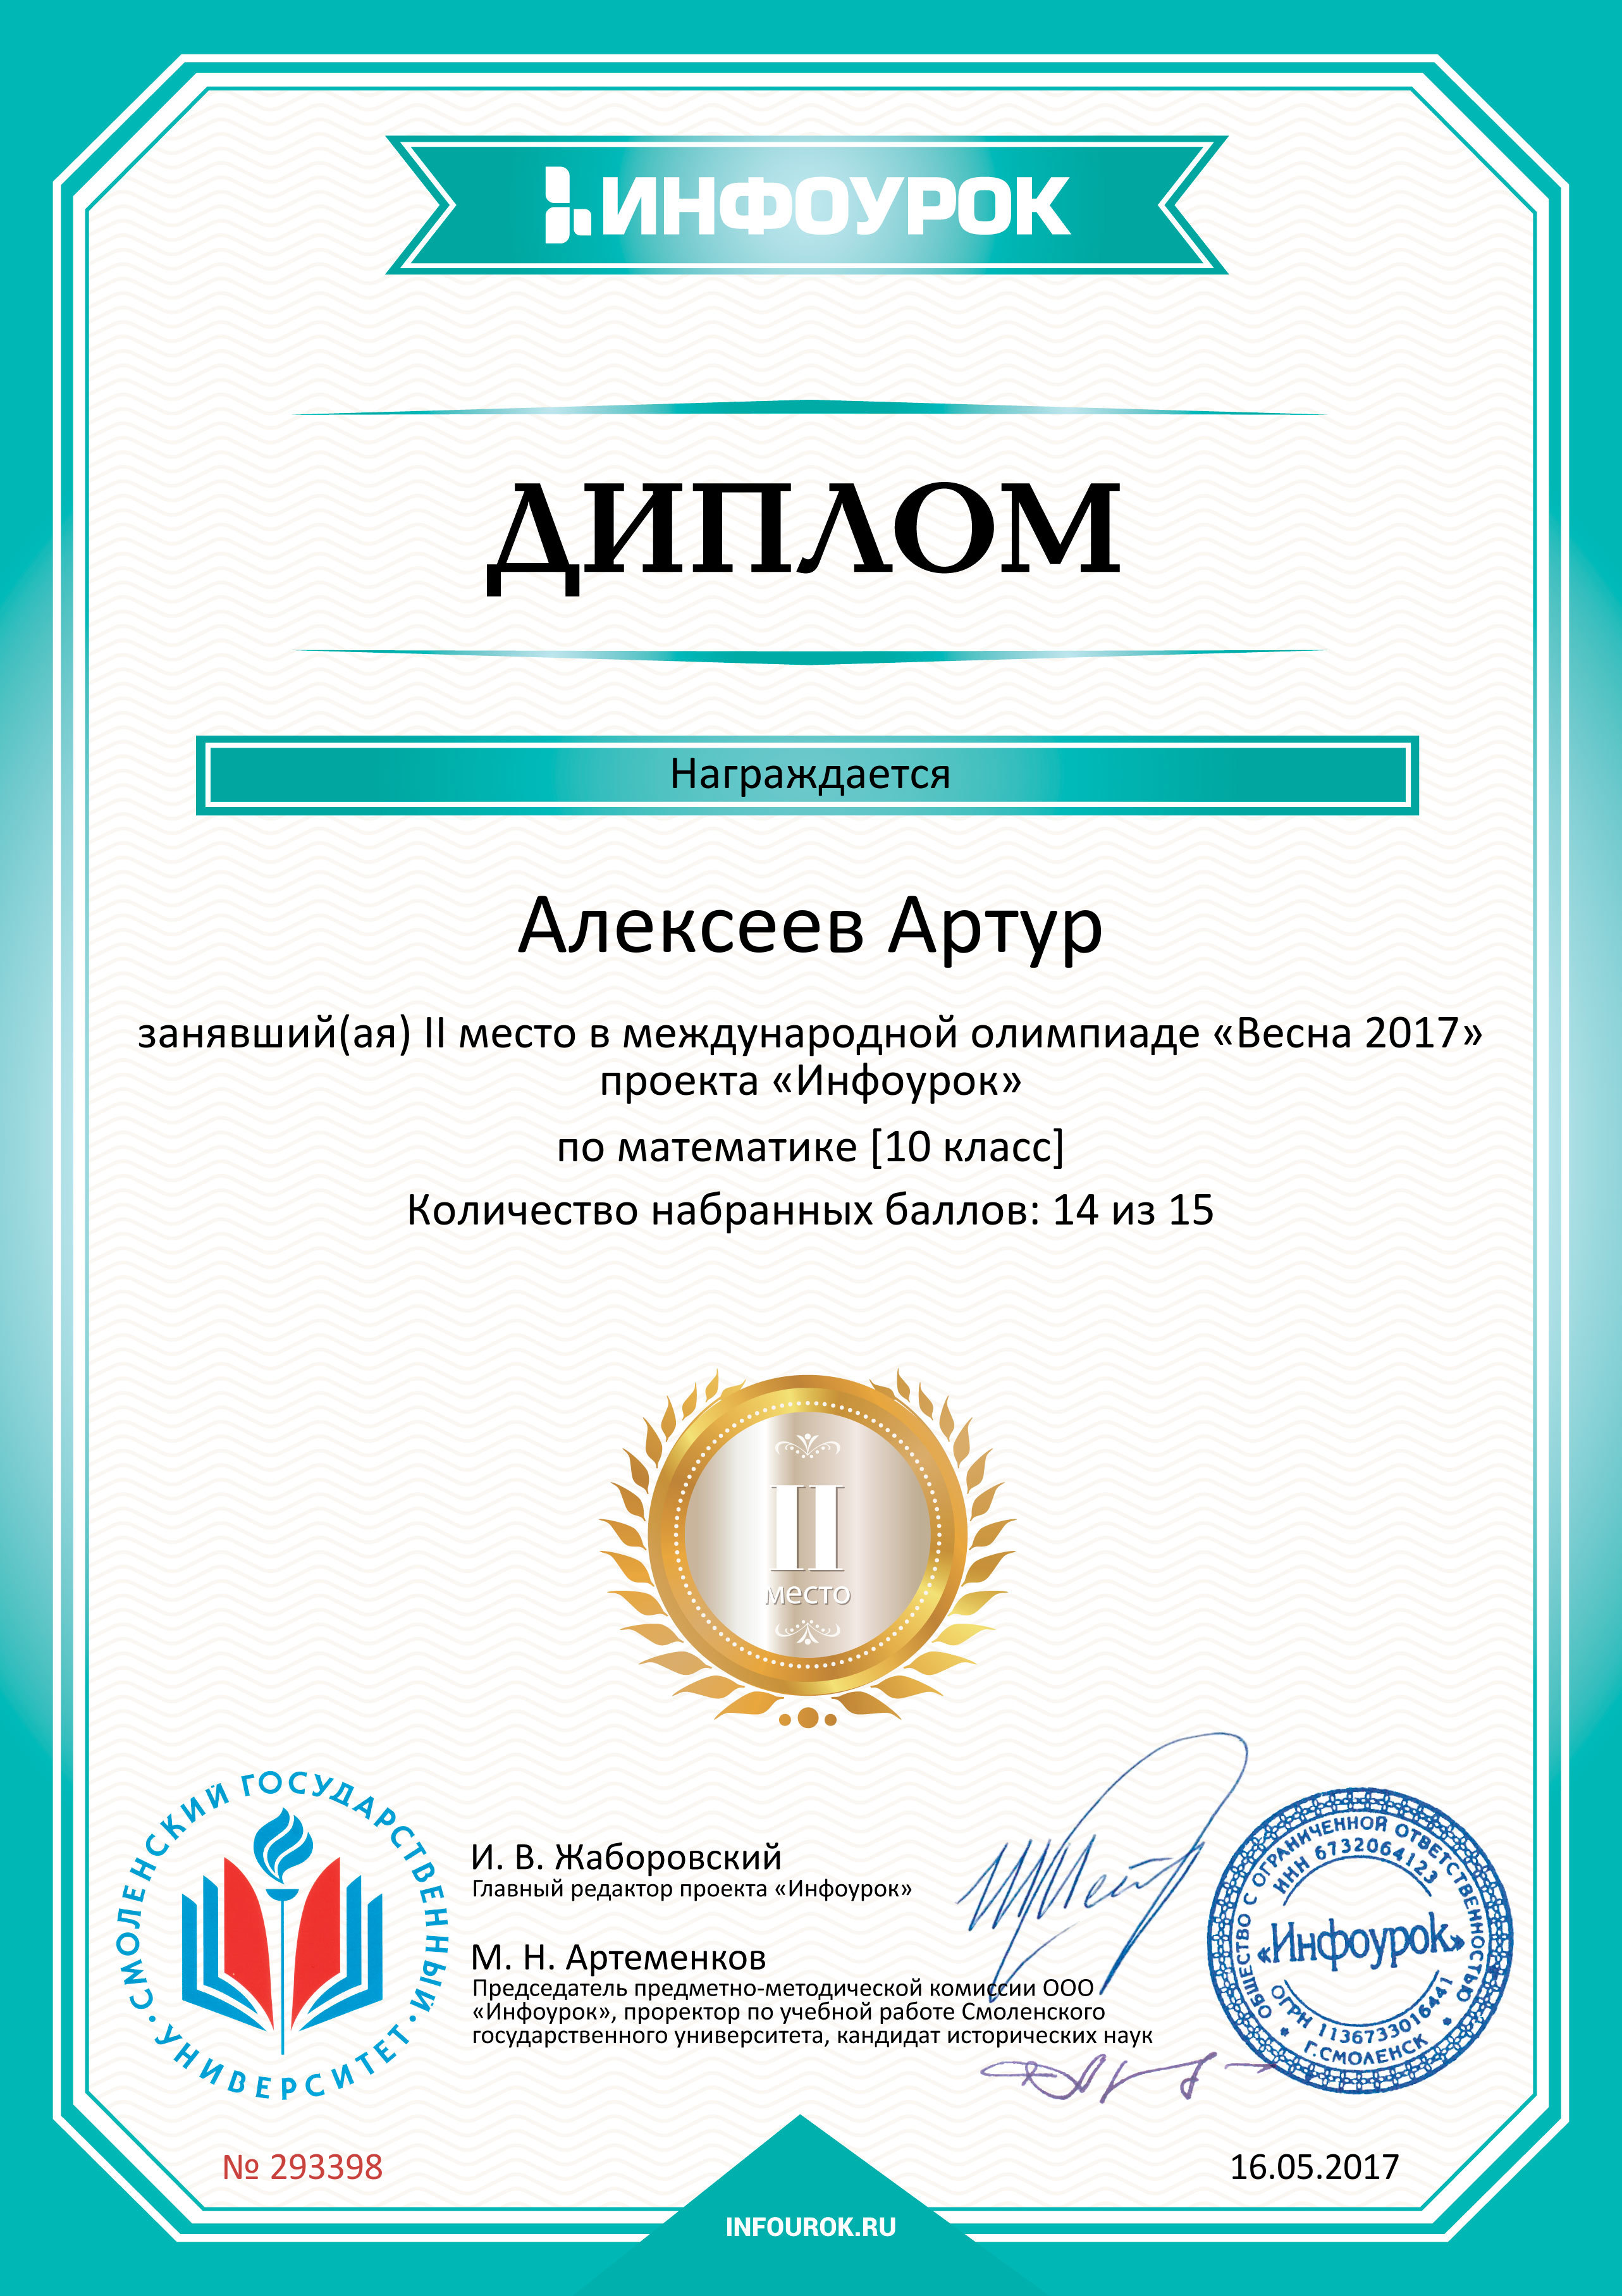 ИНФОУРОК
ДИПЛОМ
Награждается
Алексеев Артур
занявший(ая) II место в международной олимпиаде «Весна 2017»
проекта «Инфоурок»
по математике [10 класс]
Количество набранных баллов: 14 из 15
II
место
СМОЛЕНСКИЙ ГОСУДАРСТВЕННЫЙ
• УНИВЕРСИТЕТ •
И. В. Жаборовский
Главный редактор проекта «Инфоурок»
М. Н. Артеменков
Председатель предметно-методической комиссии ООО
«Инфоурок», проректор по учебной работе Смоленского
государственного университета, кандидат исторических наук
ОБЩЕСТВО С ОГРАНИЧЕННОЙ ОТВЕТСТВЕННОСТЬЮ
ИНН 6732064123
«Инфоурок»
ОГРН 1136733016441
* Г.СМОЛЕНСК *
№ 293398
16.05.2017
INFOUROK.RU